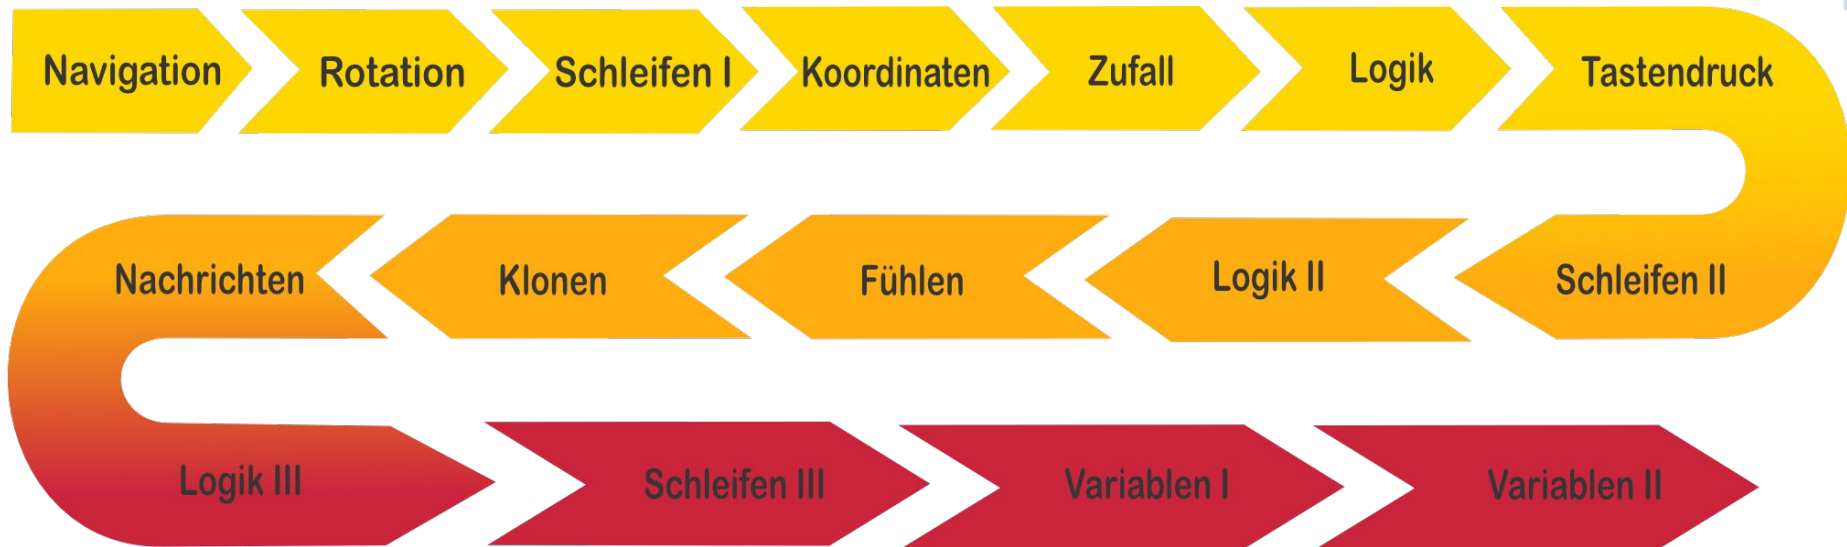 Navigation
Rotation
Schleifen I
Koordinaten
Zufall
Logik
Tastendruck
Schleifen II
Logik II
Fühlen
Klonen
Nachrichten
Logik III
Schleifen III
Variablen I
Variablen II